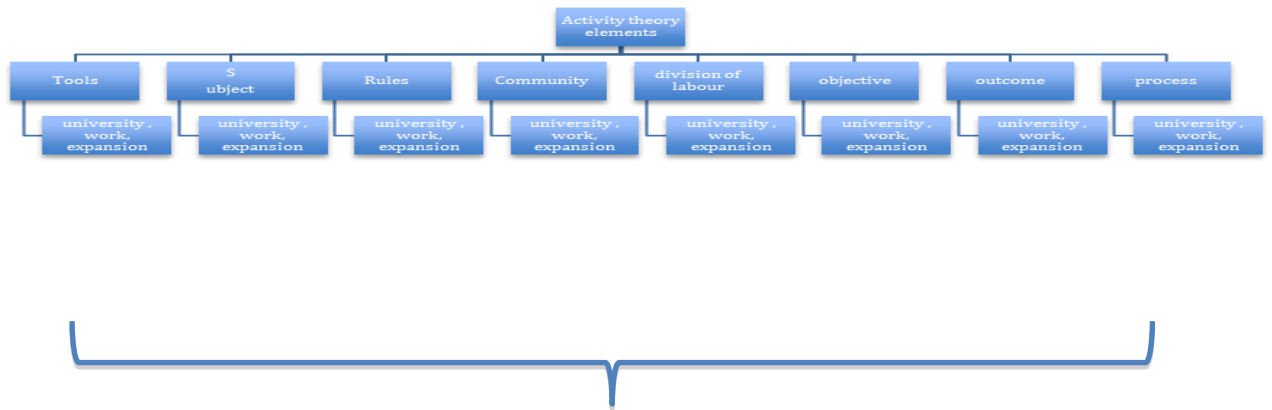 Activity theory
elements
Tools
S
ubject
Rules
Community
division of
labour
objective
outcome
process
university ,
work,
expansion
university ,
work,
expansion
university ,
work,
expansion
university ,
work,
expansion
university ,
work,
expansion
university ,
work,
expansion
university ,
work,
expansion
university ,
work,
expansion